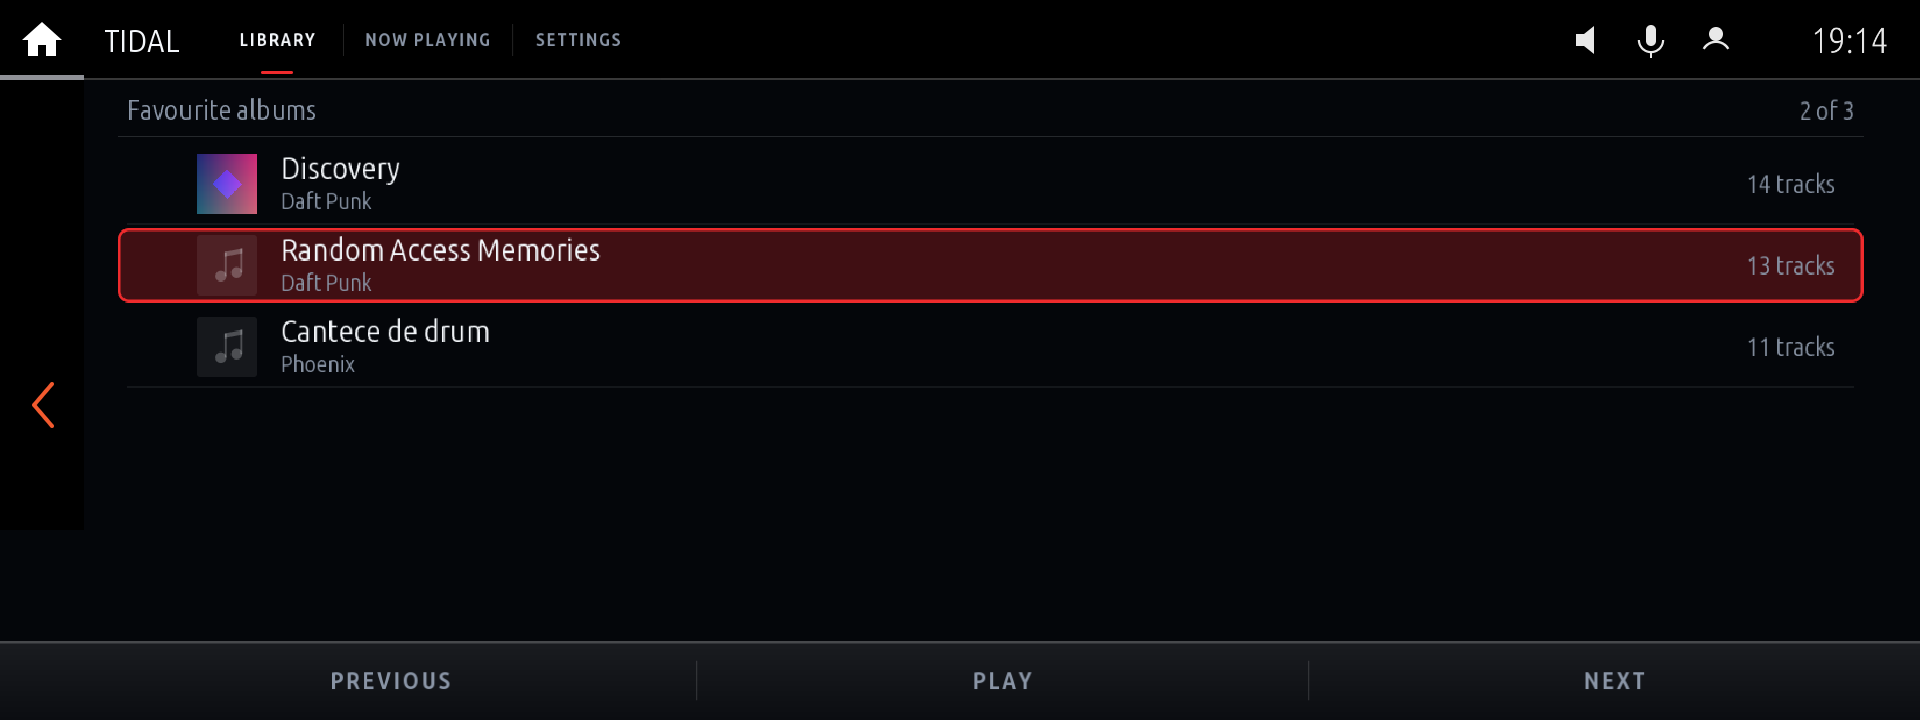 TIDAL
LIBRARY
NOW PLAYING
SETTINGS
19:14
Favourite albums
2 of 3
Discovery
Daft Punk
14 tracks
Random Access Memories
Daft Punk
13 tracks
Cantece de drum
Phoenix
11 tracks
PREVIOUS
PLAY
NEXT